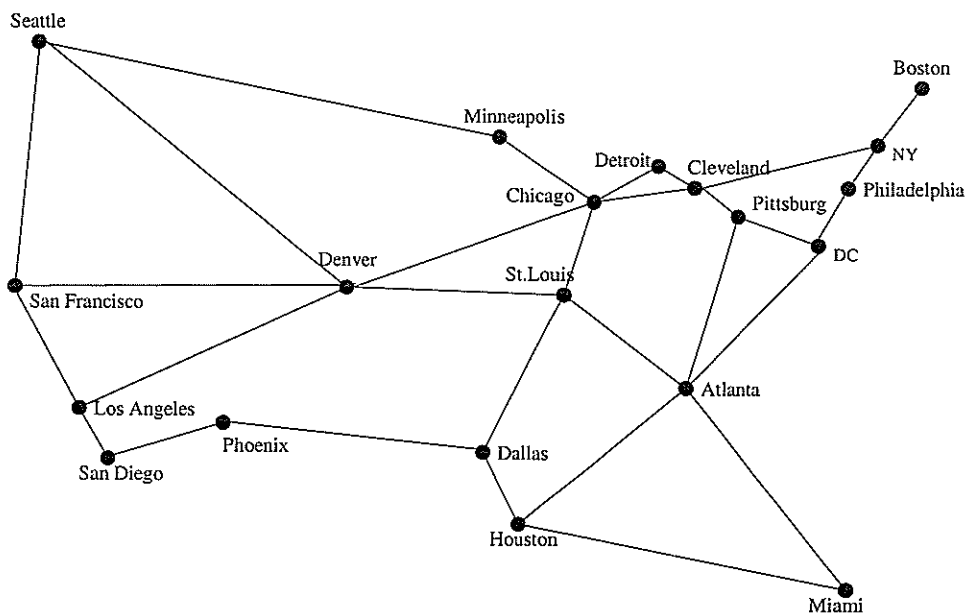 Seattle
Boston
Minneapolis
NY
Detroit
Cleveland
Philadelphia
Chicago
Pittsburg
DC
Denver
St.Louis
San Francisco
Atlanta
Los Angeles
Phoenix
Dallas
San Diego
Houston
Miami